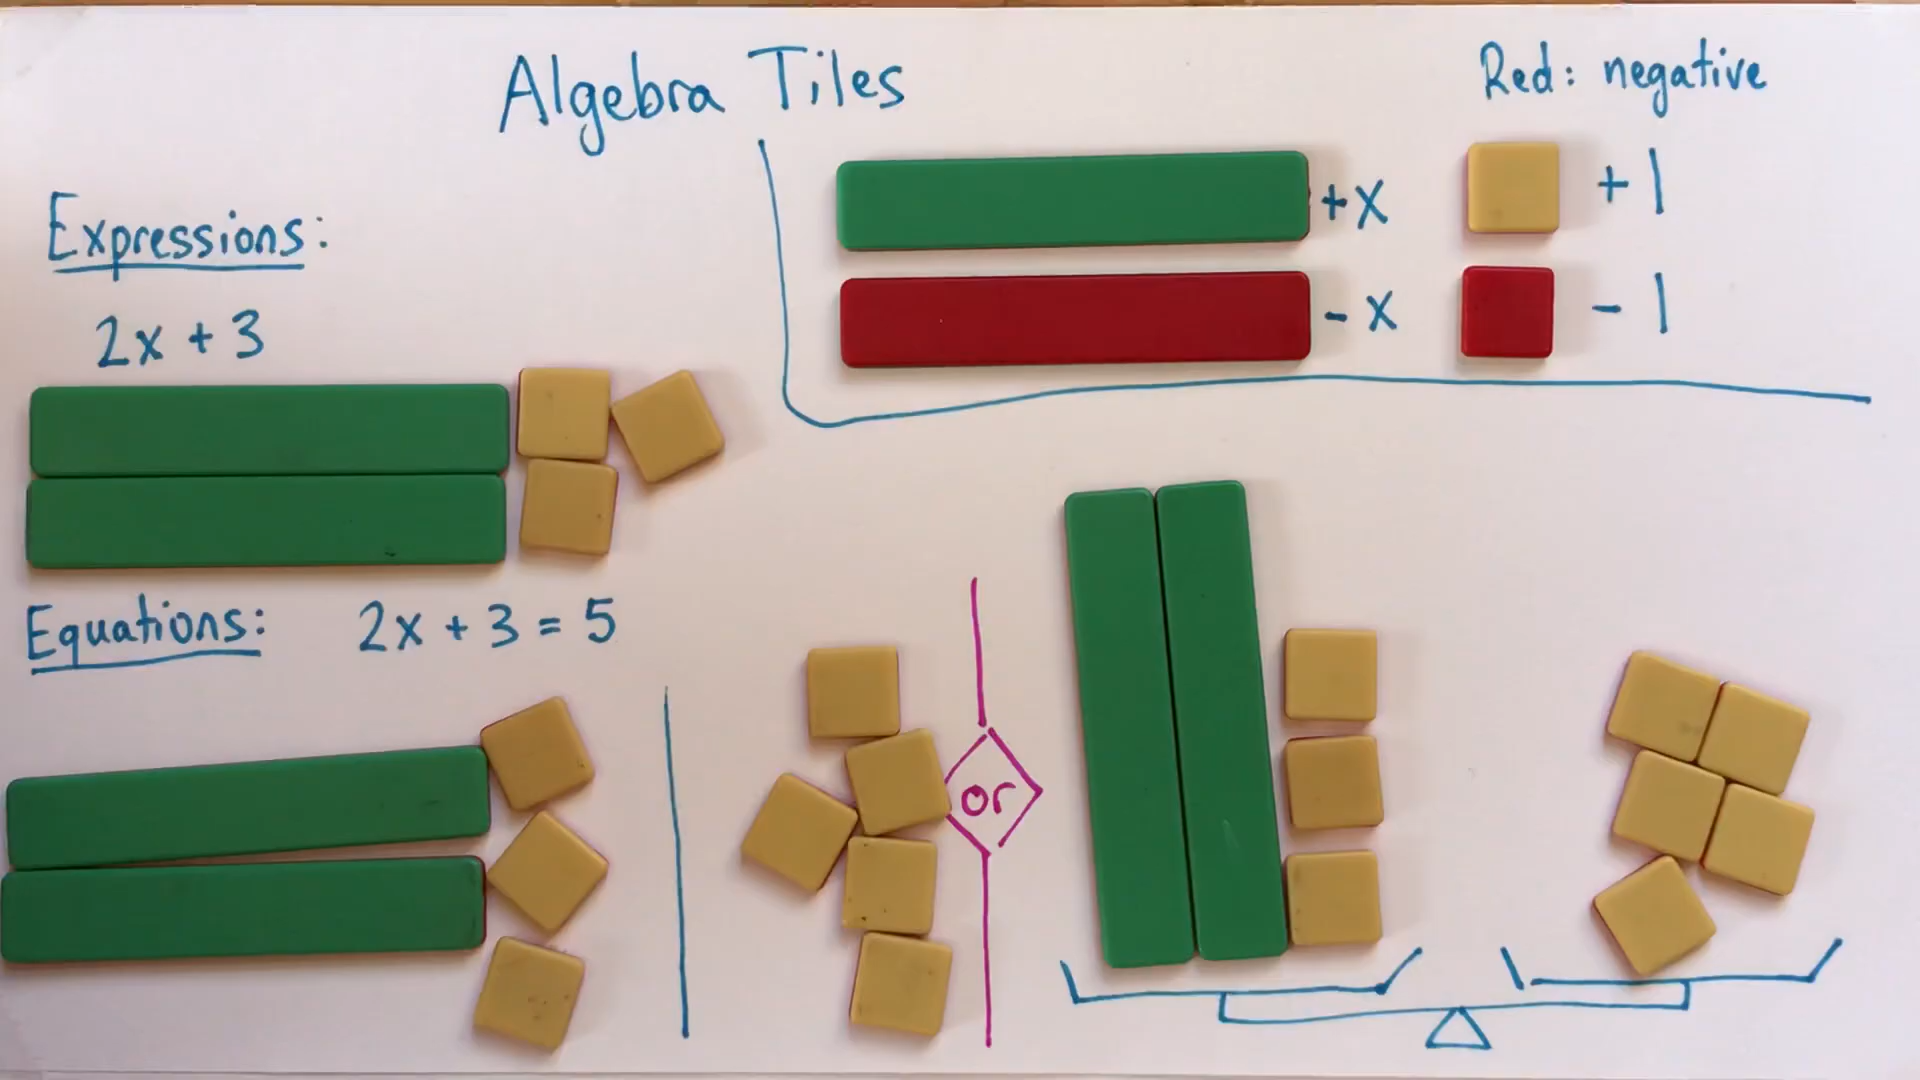 Algebra Tiles
Red: negative
+x
+1
-x
-1
Expressions:
2x + 3
Equations: 2x + 3 = 5
or